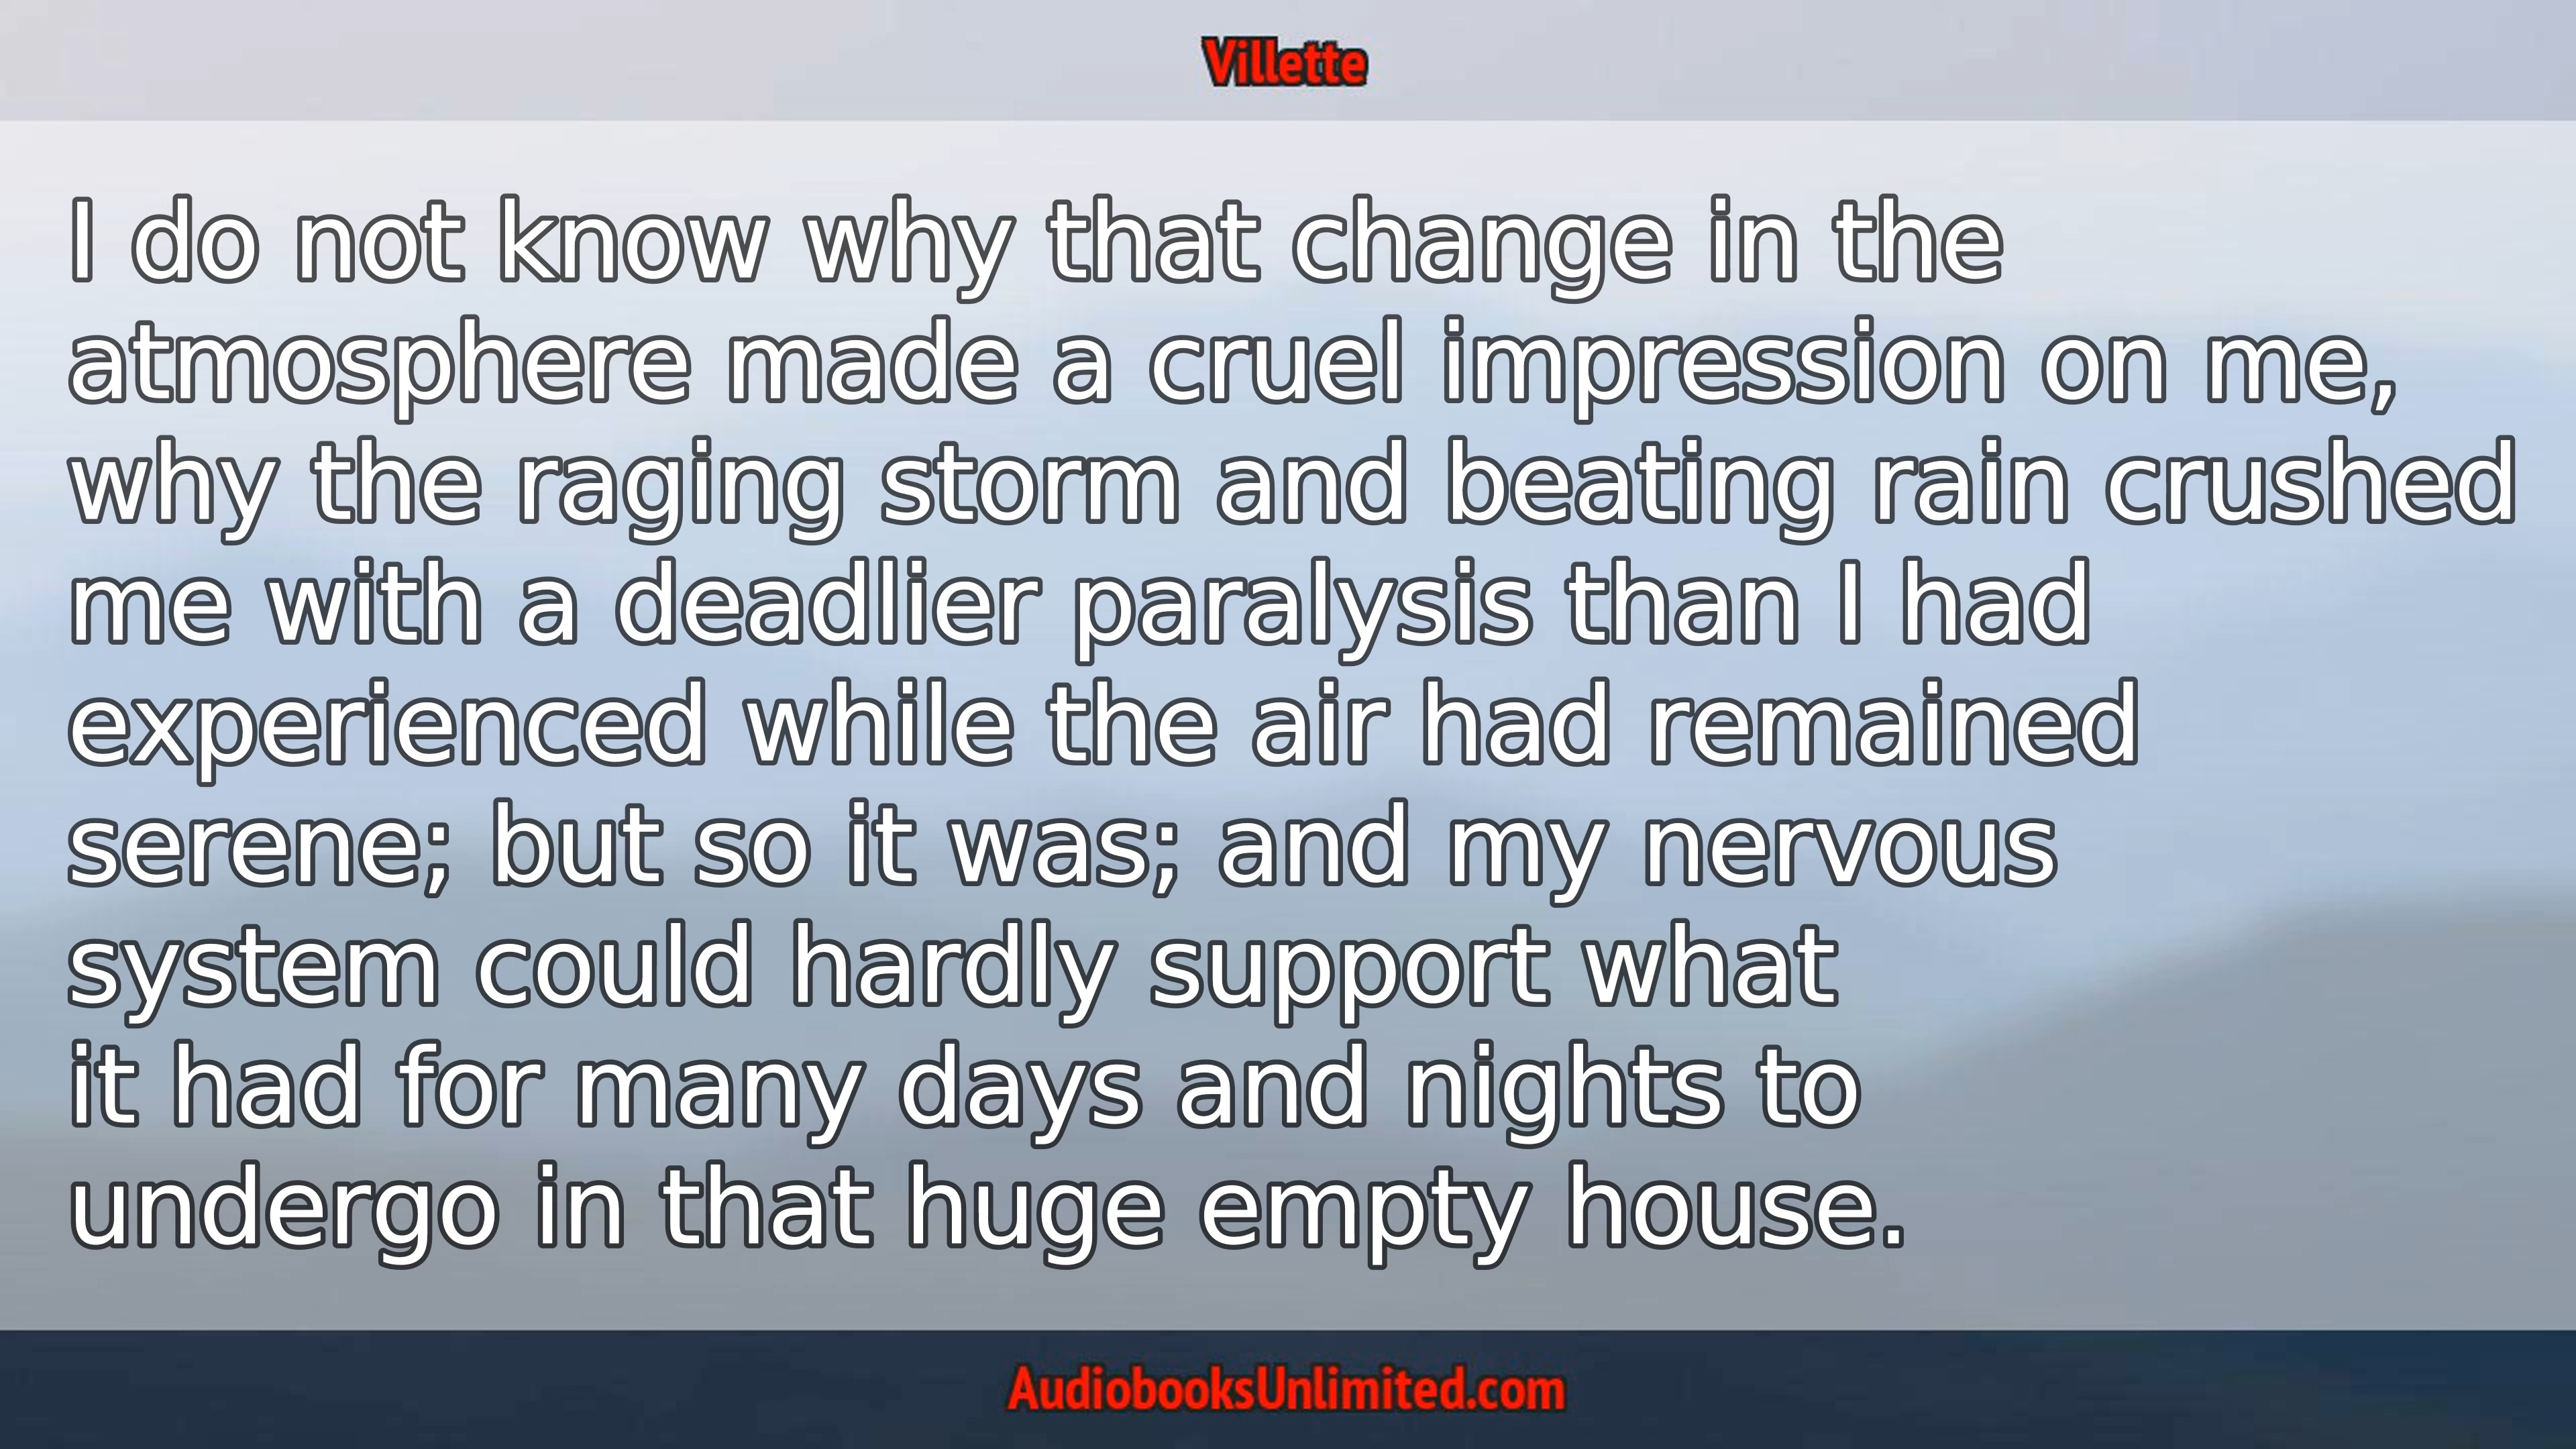 Villette
I do not know why that change in the
atmosphere made a cruel impression on me,
why the raging storm and beating rain crushed
me with a deadlier paralysis than I had
experienced while the air had remained
serene; but so it was; and my nervous
system could hardly support what
it had for many days and nights to
undergo in that huge empty house.
AudiobooksUnlimited.com